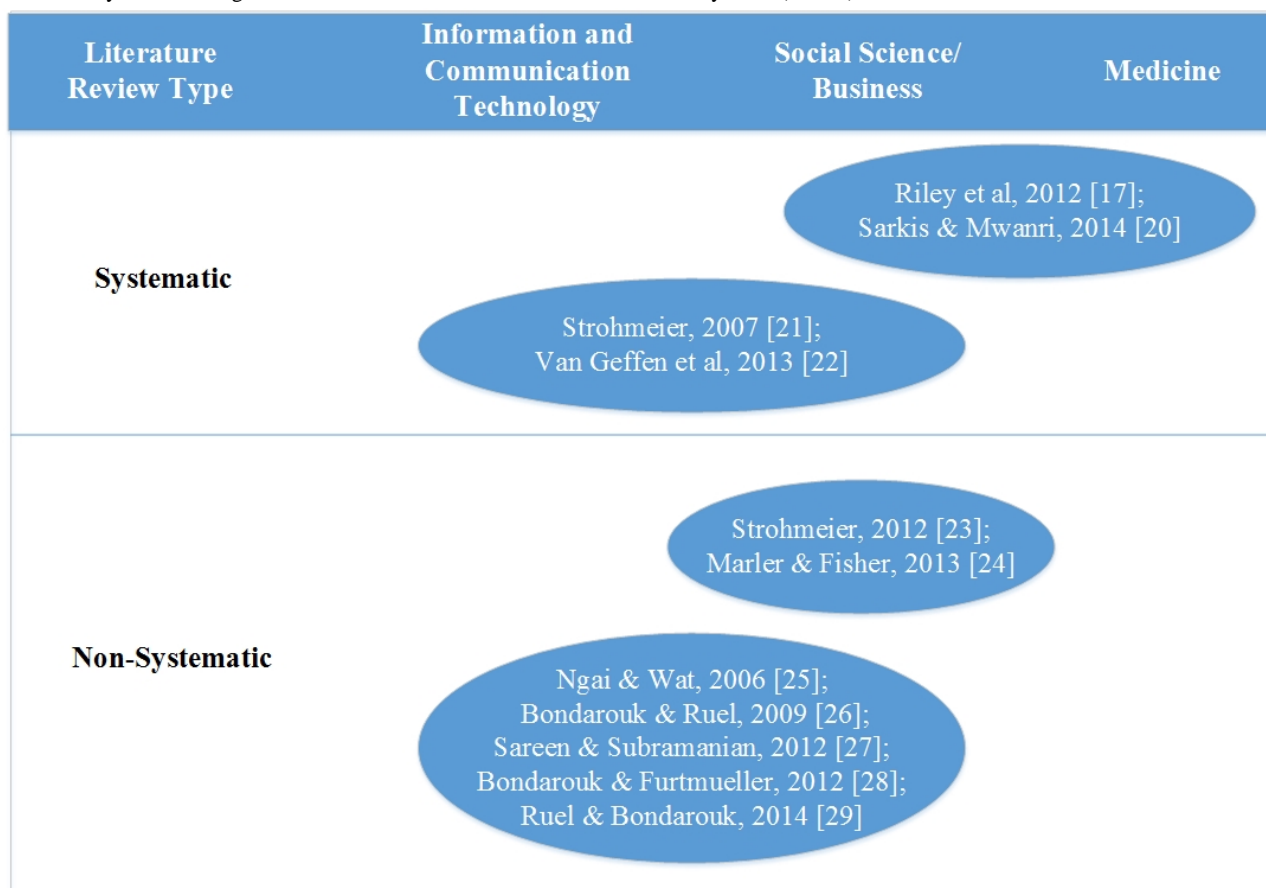 Literature
Review Type
Information and
Communication
Technology
Social Science/
Business
Medicine
Systematic
Riley et al, 2012 [17];
Sarkis & Mwanri, 2014 [20]
Strohmeier, 2007 [21];
Van Geffen et al, 2013 [22]
Non-Systematic
Strohmeier, 2012 [23];
Marler & Fisher, 2013 [24]
Ngai & Wat, 2006 [25];
Bondarouk & Ruel, 2009 [26];
Sareen & Subramanian, 2012 [27];
Bondarouk & Furtmueller, 2012 [28];
Ruel & Bondarouk, 2014 [29]